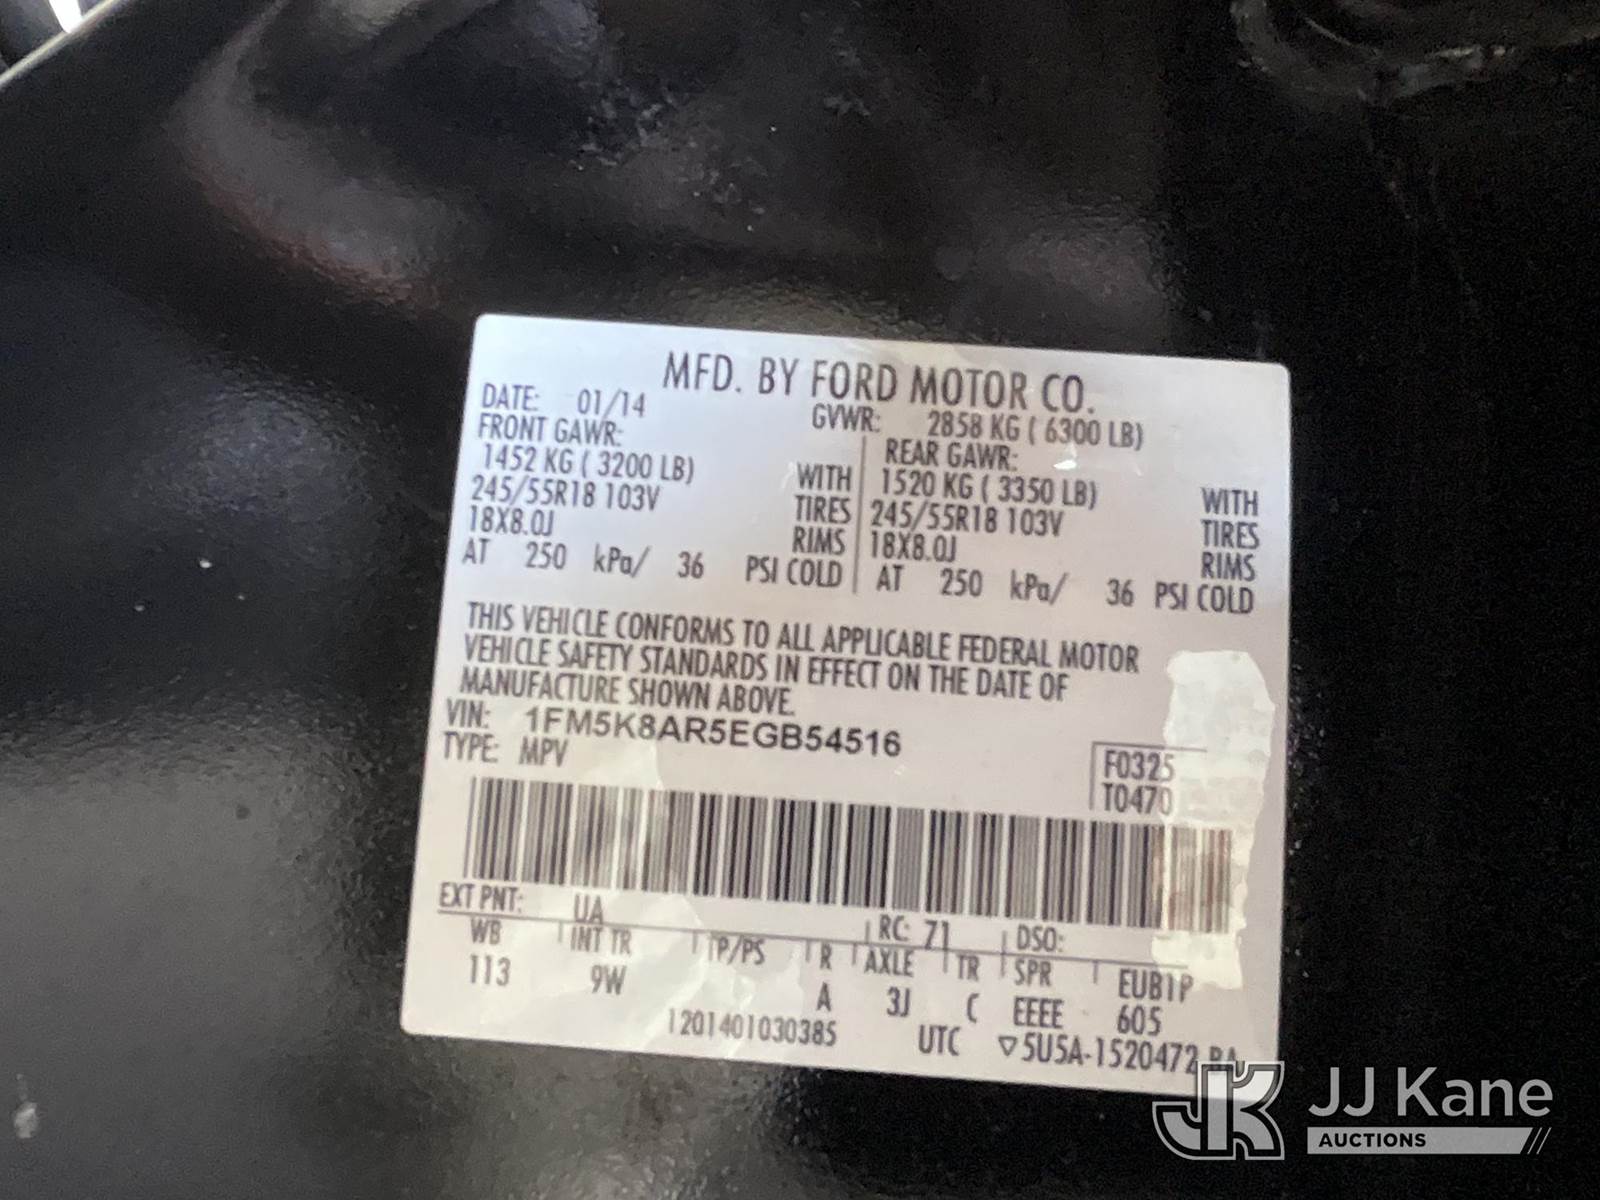 MFD. BY FORD MOTOR CO.
DATE: 01/14 GVWR: 2858 KG ( 6300 LB)
FRONT GAWR: REAR GAWR:
1452 KG ( 3200 LB) WITH 1520 KG ( 3350 LB) WITH
245/55R18 103V TIRES 245/55R18 103V TIRES
18X8.0J RIMS 18X8.0J RIMS
AT 250 kPa/ 36 PSI COLD AT 250 kPa/ 36 PSI COLD
THIS VEHICLE CONFORMS TO ALL APPLICABLE FEDERAL MOTOR
VEHICLE SAFETY STANDARDS IN EFFECT ON THE DATE OF
MANUFACTURE SHOWN ABOVE.
VIN: 1FM5K8AR5EGB54516
TYPE: MPV F0325
T0470
EXT PNT: UA RC: 71 DSO:
WB INT TR TP/PS R AXLE TR SPR EUB1P
113 9W A 3J C EEEE 605
1201401030385 UTC ▽5U5A-1520472
JK JJ Kane
AUCTIONS